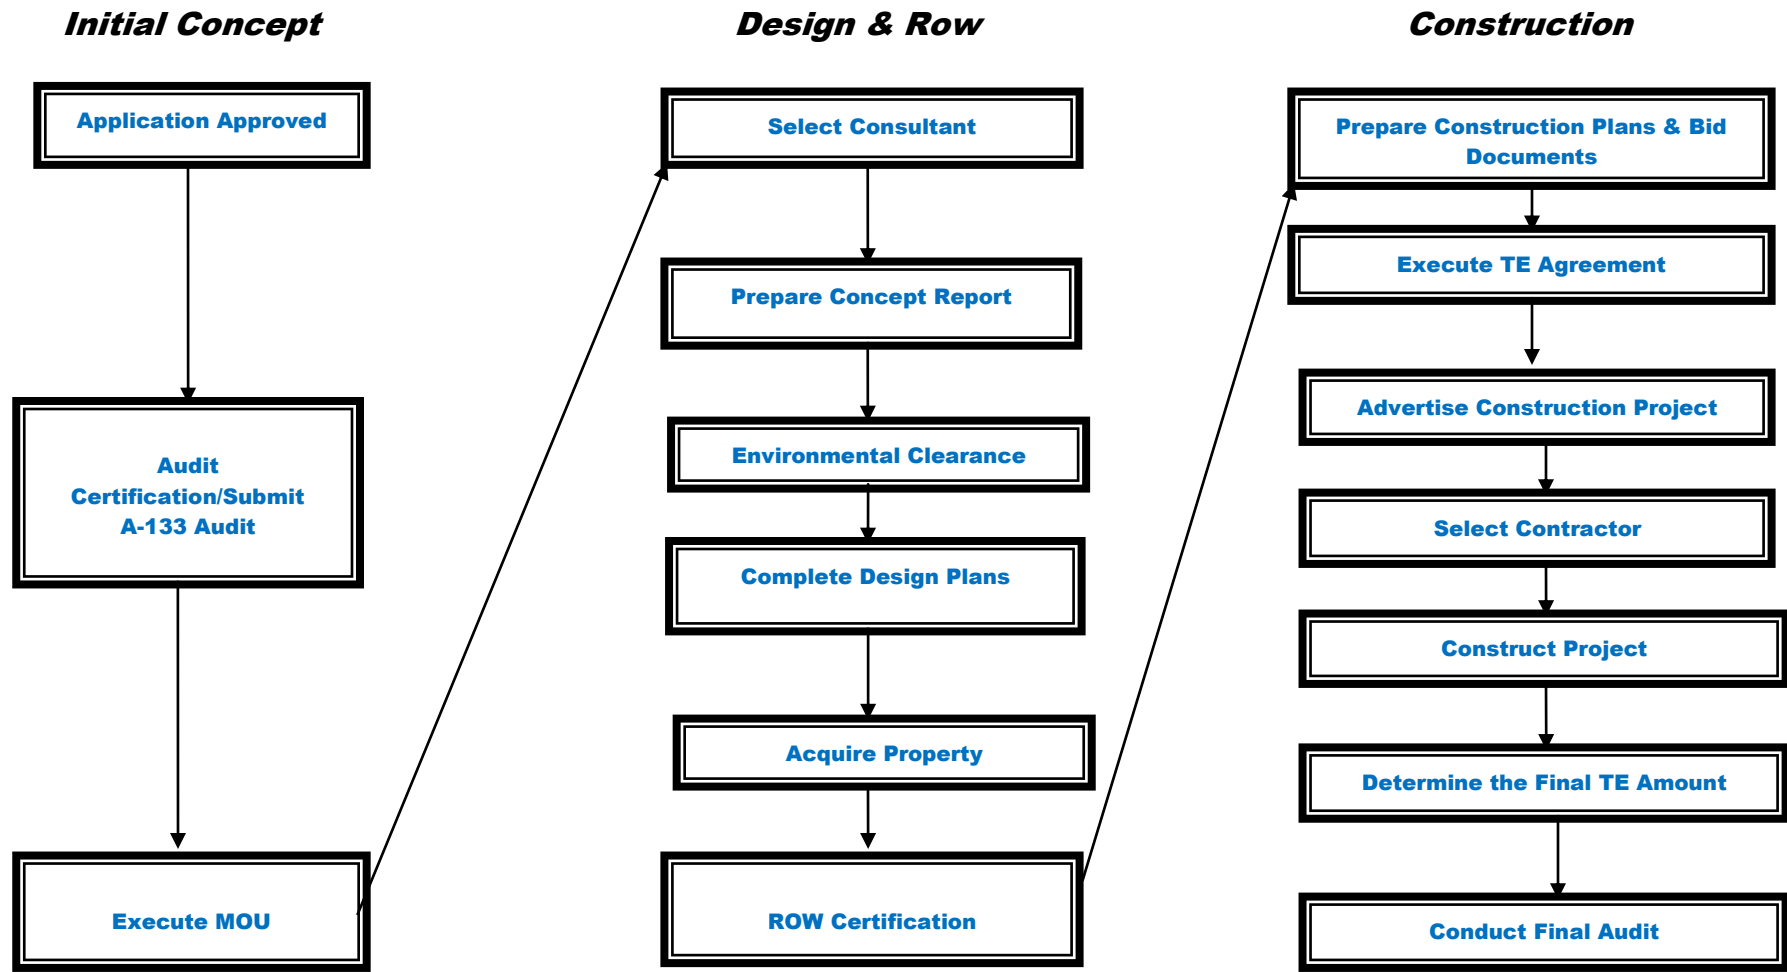 Initial Concept
Application Approved
Audit
Certification/Submit
A-133 Audit
Execute MOU
Design & Row
Select Consultant
Prepare Concept Report
Environmental Clearance
Complete Design Plans
Acquire Property
ROW Certification
Construction
Prepare Construction Plans & Bid
Documents
Execute TE Agreement
Advertise Construction Project
Select Contractor
Construct Project
Determine the Final TE Amount
Conduct Final Audit